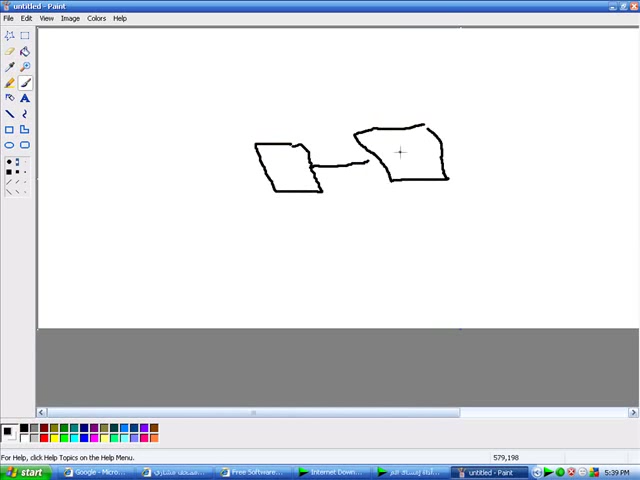 untitled - Paint
File Edit View Image Colors Help
For Help, click Help Topics on the Help Menu.
579,198
start
Google - Micro...
Free Software...
Internet Down...
untitled - Paint
5:39 PM